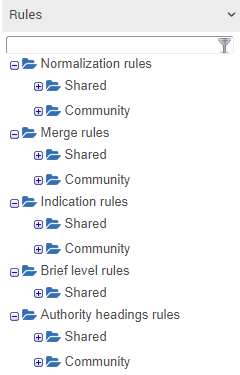 Rules
Normalization rules
Shared
Community
Merge rules
Shared
Community
Indication rules
Shared
Community
Brief level rules
Shared
Authority headings rules
Shared
Community